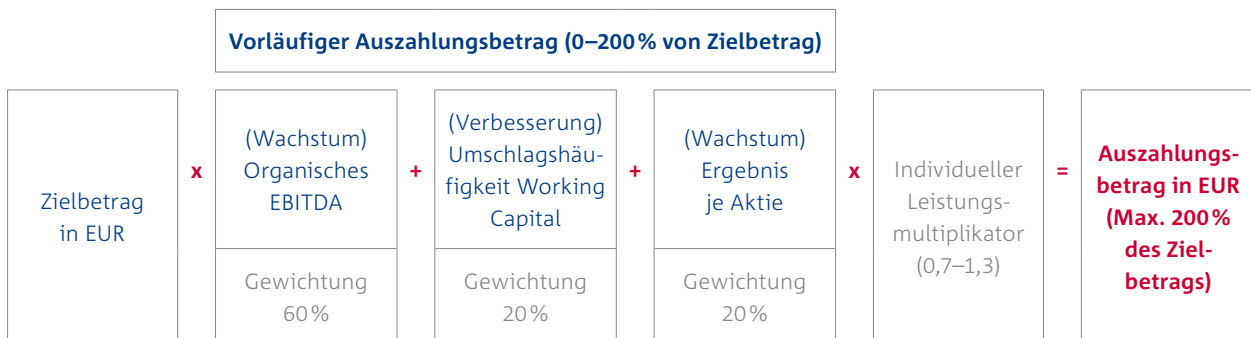 Vorläufiger Auszahlungsbetrag (0–200 % von Zielbetrag)
Zielbetrag
in EUR
x
(Wachstum)
Organisches
EBITDA
Gewichtung
60 %
+
(Verbesserung)
Umschlagshäu-
figkeit Working
Capital
Gewichtung
20 %
+
(Wachstum)
Ergebnis
je Aktie
Gewichtung
20 %
x
Individueller
Leistungs-
multiplikator
(0,7–1,3)
=
Auszahlungs-
betrag in EUR
(Max. 200 %
des Ziel-
betrags)